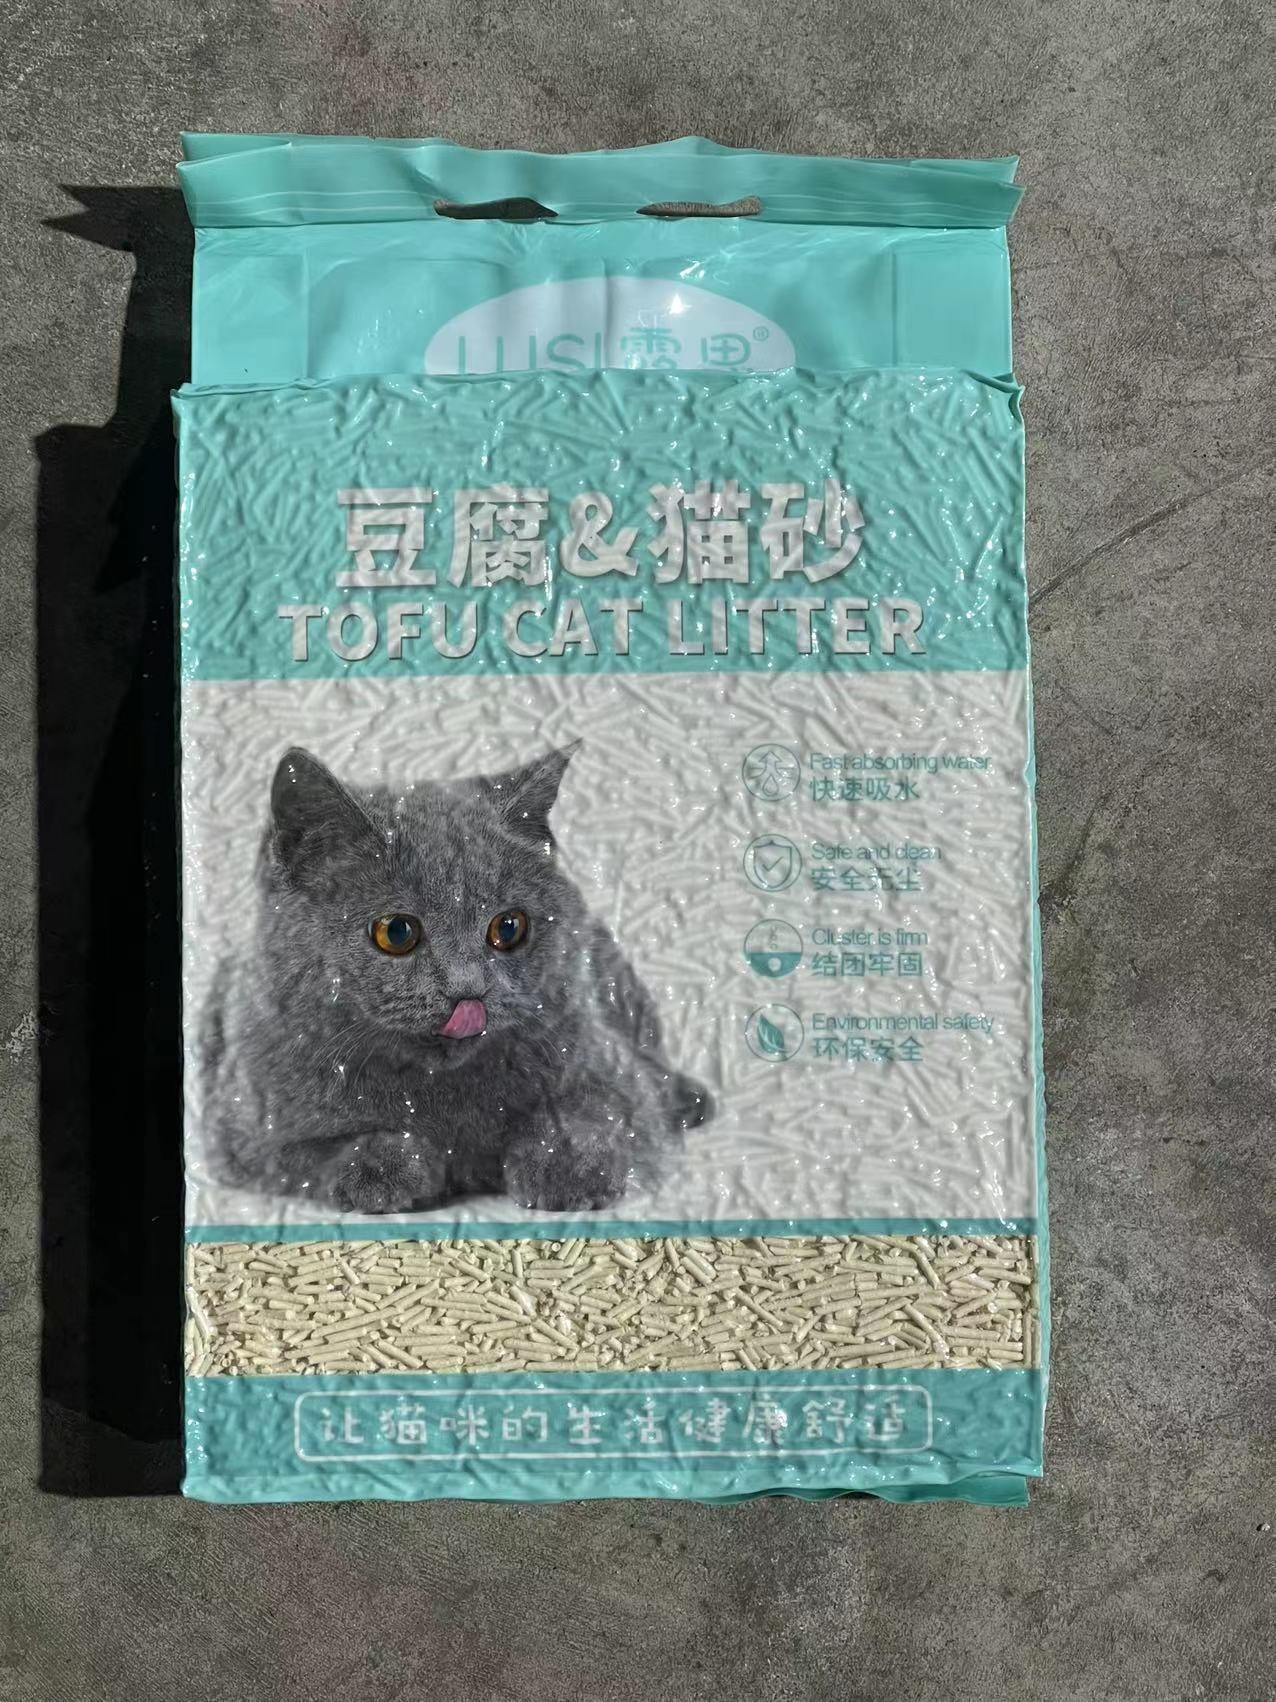 LUSI露思®
豆腐&猫砂
TOFU CAT LITTER
Fast absorbing water
快速吸水
Safe and clean
安全无尘
Cluster is firm
结团牢固
Environmental safety
环保安全
让猫咪的生活健康舒适